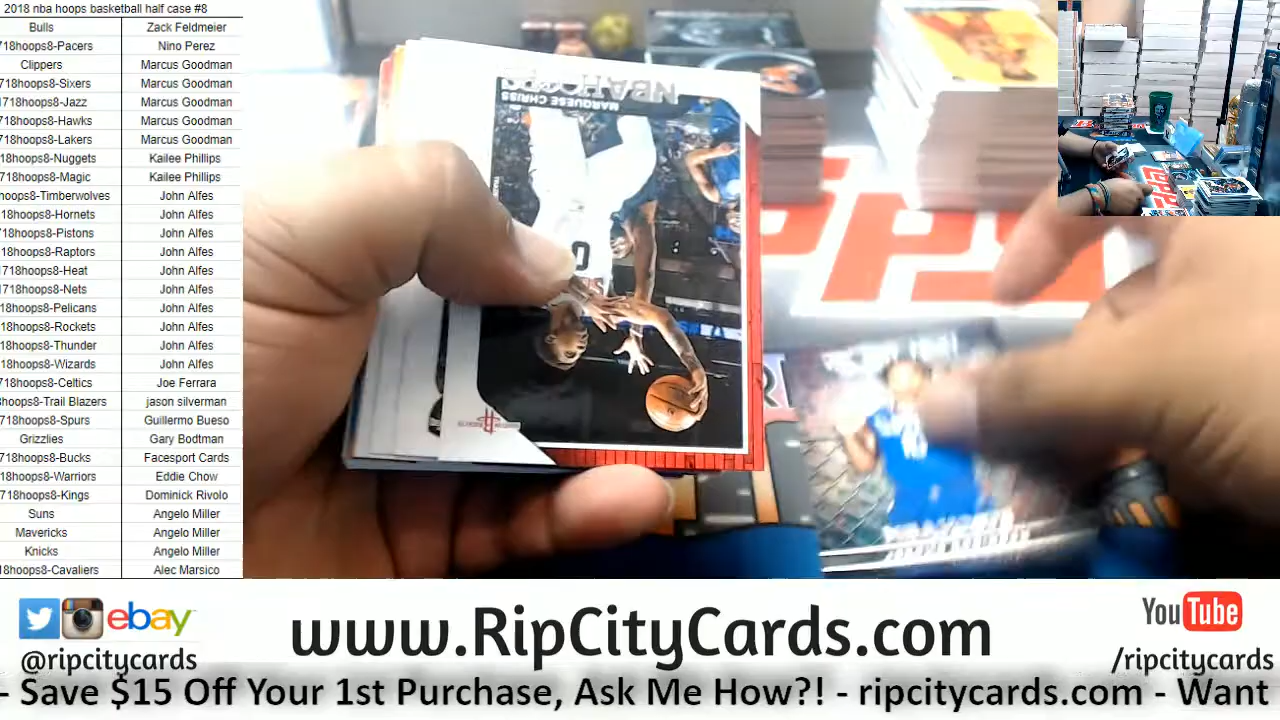 2018 nba hoops basketball half case #8
Bulls Zack Feldmeier
718hoops8-Pacers Nino Perez
Clippers Marcus Goodman
718hoops8-Sixers Marcus Goodman
1718hoops8-Jazz Marcus Goodman
718hoops8-Hawks Marcus Goodman
718hoops8-Lakers Marcus Goodman
18hoops8-Nuggets Kailee Phillips
718hoops8-Magic Kailee Phillips
hoops8-Timberwolves John Alfes
18hoops8-Hornets John Alfes
18hoops8-Pistons John Alfes
18hoops8-Raptors John Alfes
1718hoops8-Heat John Alfes
1718hoops8-Nets John Alfes
18hoops8-Pelicans John Alfes
18hoops8-Rockets John Alfes
18hoops8-Thunder John Alfes
18hoops8-Wizards John Alfes
718hoops8-Celtics Joe Ferrara
hoops8-Trail Blazers jason silverman
718hoops8-Spurs Guillermo Bueso
Grizzlies Gary Bodtman
718hoops8-Bucks Facesport Cards
18hoops8-Warriors Eddie Chow
718hoops8-Kings Dominick Rivolo
Suns Angelo Miller
Mavericks Angelo Miller
Knicks Angelo Miller
18hoops8-Cavaliers Alec Marsico
NBA HOOPS
MARQUESE CHRISS
0
ebay
@ripcitycards
www.RipCityCards.com
YouTube
/ripcitycards
- Save $15 Off Your 1st Purchase, Ask Me How?! - ripcitycards.com - Want